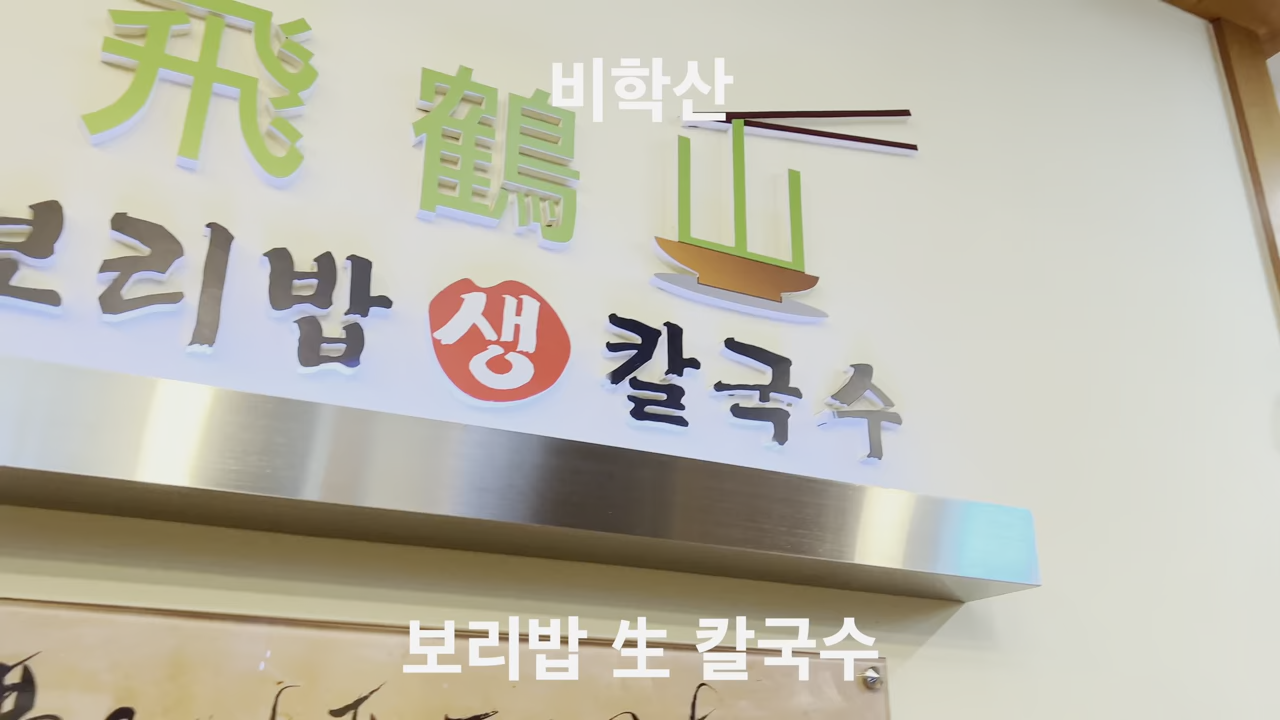 비학산
飛鶴山
보리밥 생 칼국수
보리밥 生 칼국수